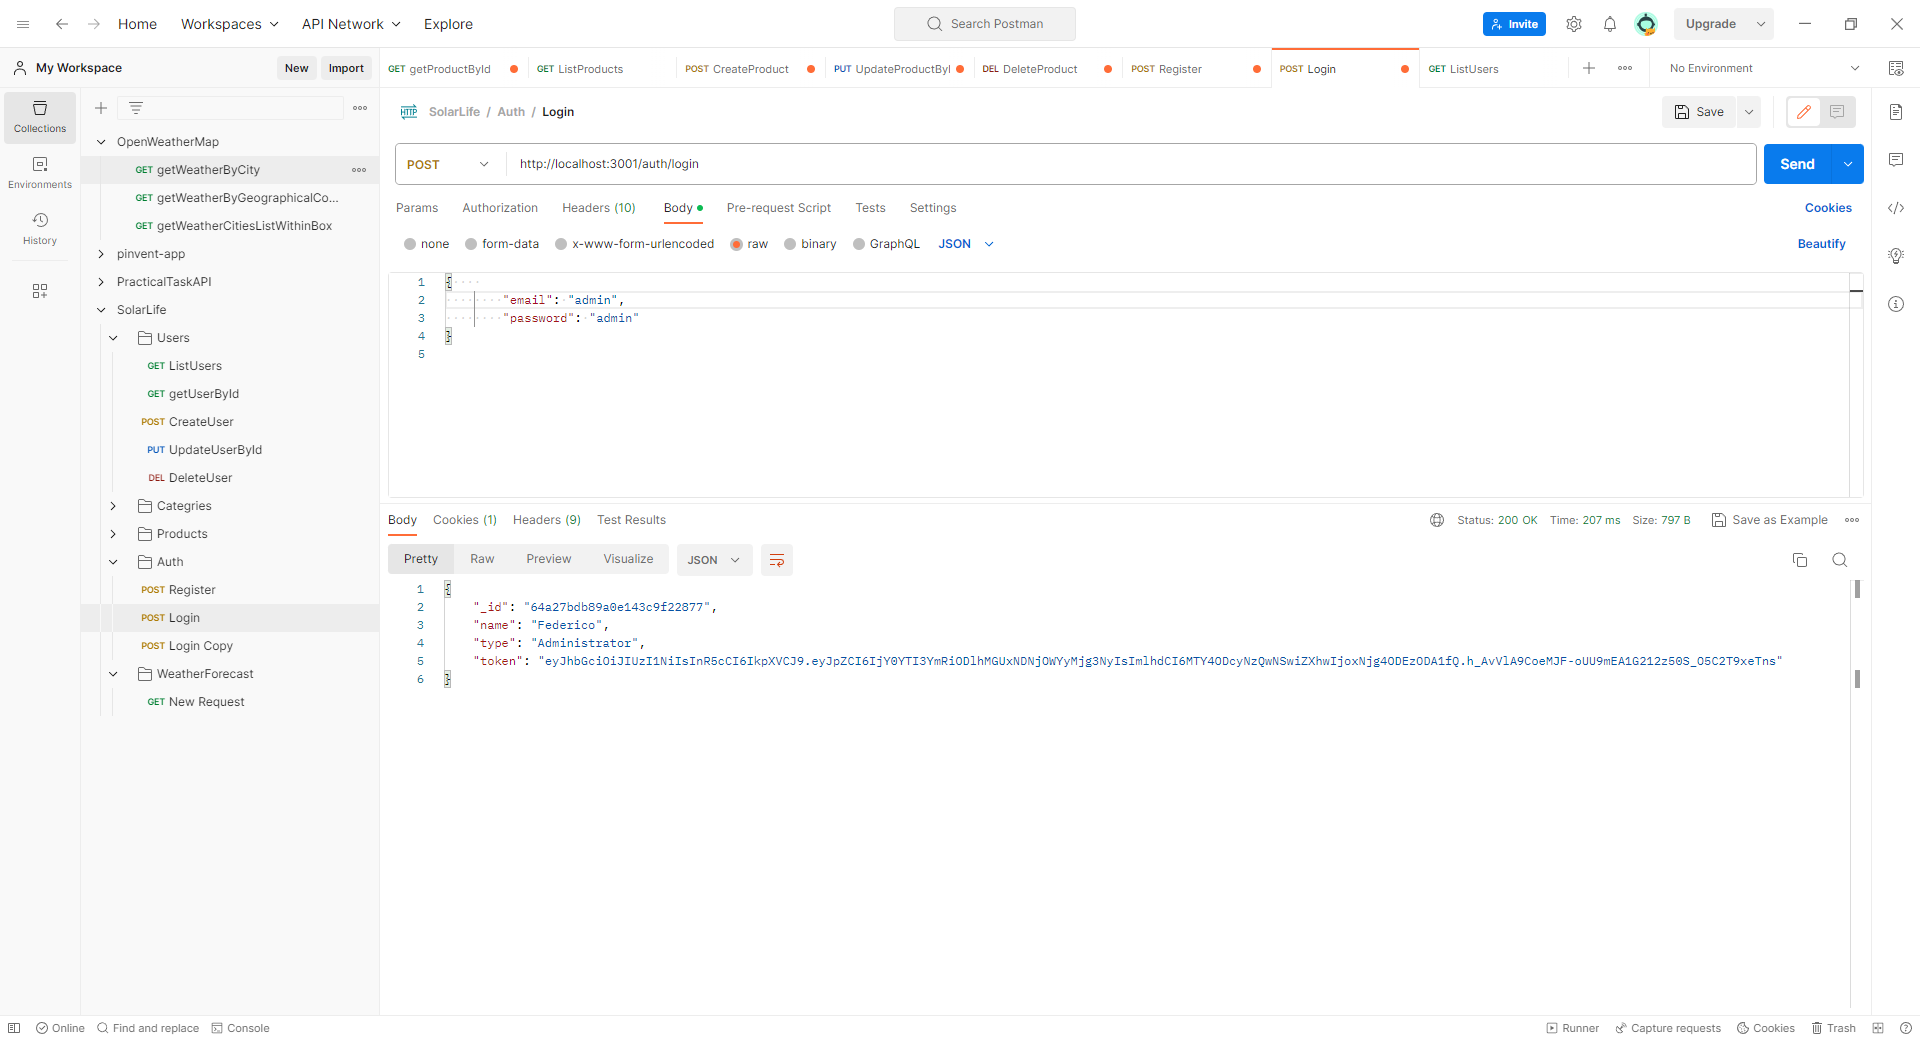 Home Workspaces API Network Explore Search Postman Invite Upgrade
My Workspace New Import GET getProductById GET ListProducts POST CreateProduct PUT UpdateProductByI DEL DeleteProduct POST Register POST Login GET ListUsers No Environment
Collections
Environments
History
OpenWeatherMap
GET getWeatherByCity
GET getWeatherByGeographicalCo...
GET getWeatherCitiesListWithinBox
pinvent-app
PracticalTaskAPI
SolarLife
Users
GET ListUsers
GET getUserById
POST CreateUser
PUT UpdateUserById
DEL DeleteUser
Categries
Products
Auth
POST Register
POST Login
POST Login Copy
WeatherForecast
GET New Request
HTTP SolarLife / Auth / Login Save
POST http://localhost:3001/auth/login Send
Params Authorization Headers (10) Body Pre-request Script Tests Settings Cookies
none form-data x-www-form-urlencoded raw binary GraphQL JSON Beautify
1 {
2 "email": "admin",
3 "password": "admin"
4 }
5
Body Cookies (1) Headers (9) Test Results Status: 200 OK Time: 207 ms Size: 797 B Save as Example
Pretty Raw Preview Visualize JSON
1 {
2 "_id": "64a27bdb89a0e143c9f22877",
3 "name": "Federico",
4 "type": "Administrator",
5 "token": "eyJhbGciOiJIUzI1NiIsInR5cCI6IkpXVCJ9.eyJpZCI6IjY0YTI3YmRiODlhMGUxNDNjOWYyMjg3NyIsImlhdCI6MTY4ODcyNzQwNSwiZXhwIjoxNjg4ODEzODA1fQ.h_AvVlA9CoeMJF-oUU9mEA1G212z50S_O5C2T9xeTns"
6 }
Online Find and replace Console Runner Capture requests Cookies Trash